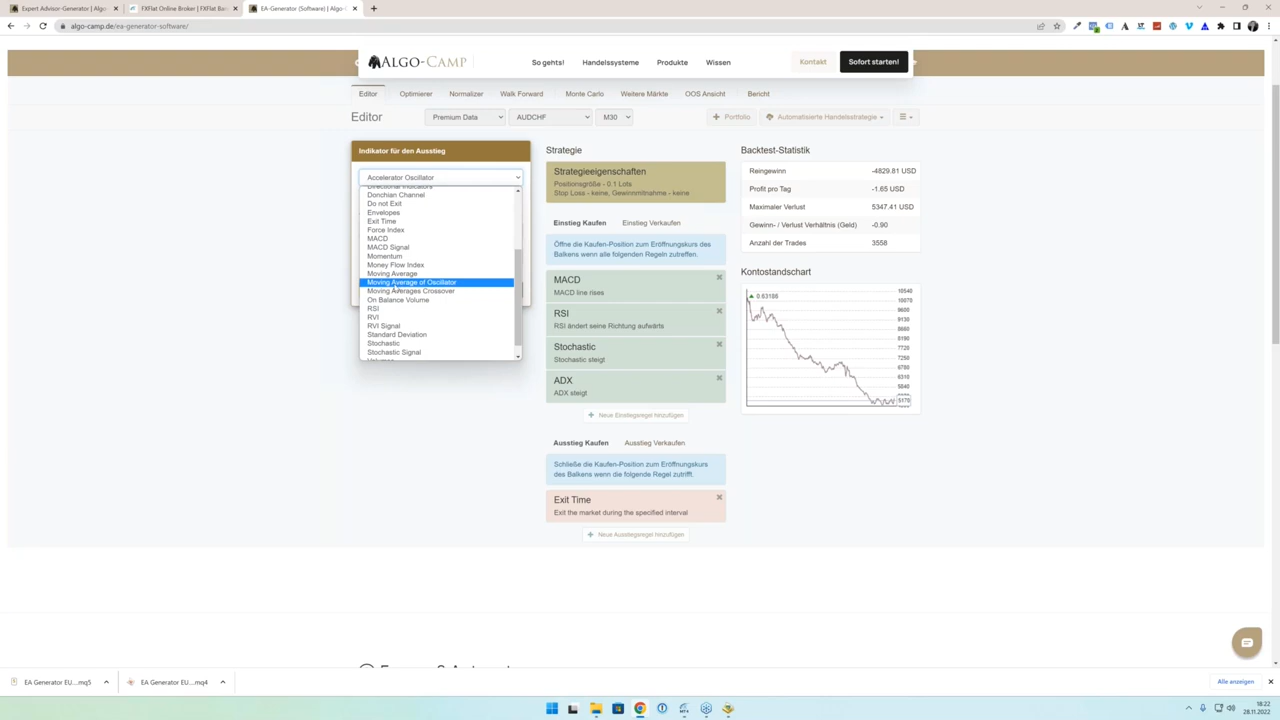 Expert Advisor-Generator | Algo-
FXFlat Online Broker | FXFlat Ba
EA-Generator (Software) | Algo-
algo-camp.de/ea-generator-software/
ALGO-CAMP
So gehts!
Handelssysteme
Produkte
Wissen
Kontakt
Sofort starten!
Editor
Optimierer
Normalizer
Walk Forward
Monte Carlo
Weitere Märkte
OOS Ansicht
Bericht
Editor
Premium Data
AUDCHF
M30
Portfolio
Automatisierte Handelsstrategie
Indikator für den Ausstieg
Accelerator Oscillator
Directional Indicators
Donchian Channel
Do not Exit
Envelopes
Exit Time
Force Index
MACD
MACD Signal
Momentum
Money Flow Index
Moving Average
Moving Average of Oscillator
Moving Averages Crossover
On Balance Volume
RSI
RVI
RVI Signal
Standard Deviation
Stochastic
Stochastic Signal
Strategie
Strategieeigenschaften
Positionsgröße - 0.1 Lots
Stop Loss - keine, Gewinnmitnahme - keine
Einstieg Kaufen
Einstieg Verkaufen
Öffne die Kaufen-Position zum Eröffnungskurs des
Balkens wenn alle folgenden Regeln zutreffen.
MACD
MACD line rises
RSI
RSI ändert seine Richtung aufwärts
Stochastic
Stochastic steigt
ADX
ADX steigt
Neue Einstiegsregel hinzufügen
Ausstieg Kaufen
Ausstieg Verkaufen
Schließe die Kaufen-Position zum Eröffnungskurs
des Balkens wenn die folgende Regel zutrifft.
Exit Time
Exit the market during the specified interval
Neue Ausstiegsregel hinzufügen
Backtest-Statistik
Reingewinn -4829.81 USD
Profit pro Tag -1.65 USD
Maximaler Verlust 5347.41 USD
Gewinn- / Verlust Verhältnis (Geld) -0.90
Anzahl der Trades 3558
Kontostandschart
0.63186
10540
10070
9600
9130
8660
8190
7720
7250
6780
6310
5840
5178
EA Generator EU....mq5
EA Generator EU....mq4
Alle anzeigen
18:22
28.11.2022